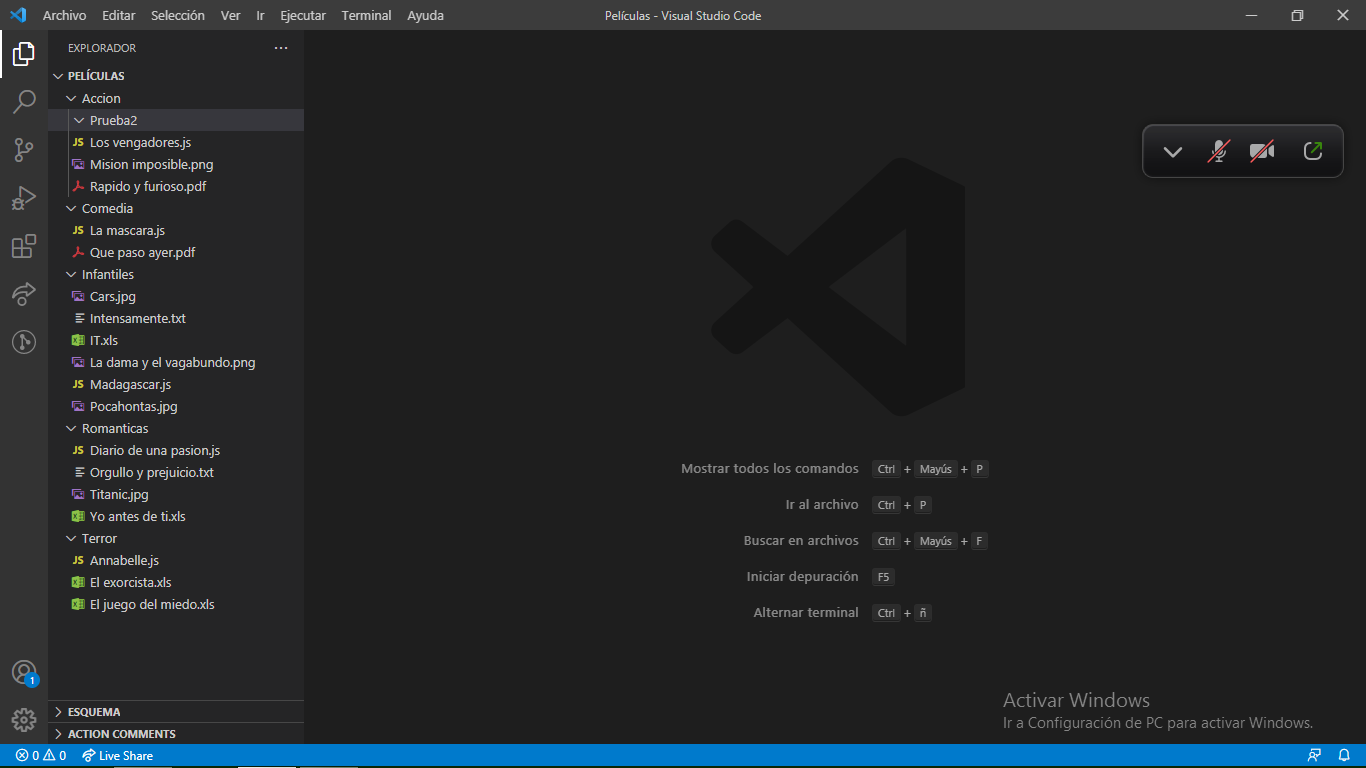 Archivo Editar Selección Ver Ir Ejecutar Terminal Ayuda Películas - Visual Studio Code
EXPLORADOR
PELÍCULAS
Accion
Prueba2
JS Los vengadores.js
Mision imposible.png
Rapido y furioso.pdf
Comedia
JS La mascara.js
Que paso ayer.pdf
Infantiles
Cars.jpg
Intensamente.txt
IT.xls
La dama y el vagabundo.png
JS Madagascar.js
Pocahontas.jpg
Romanticas
JS Diario de una pasion.js
Orgullo y prejuicio.txt
Titanic.jpg
Yo antes de ti.xls
Terror
JS Annabelle.js
El exorcista.xls
El juego del miedo.xls
Mostrar todos los comandos Ctrl + Mayús + P
Ir al archivo Ctrl + P
Buscar en archivos Ctrl + Mayús + F
Iniciar depuración F5
Alternar terminal Ctrl + ñ
1
ESQUEMA
ACTION COMMENTS
Activar Windows
Ir a Configuración de PC para activar Windows.
0 0 Live Share